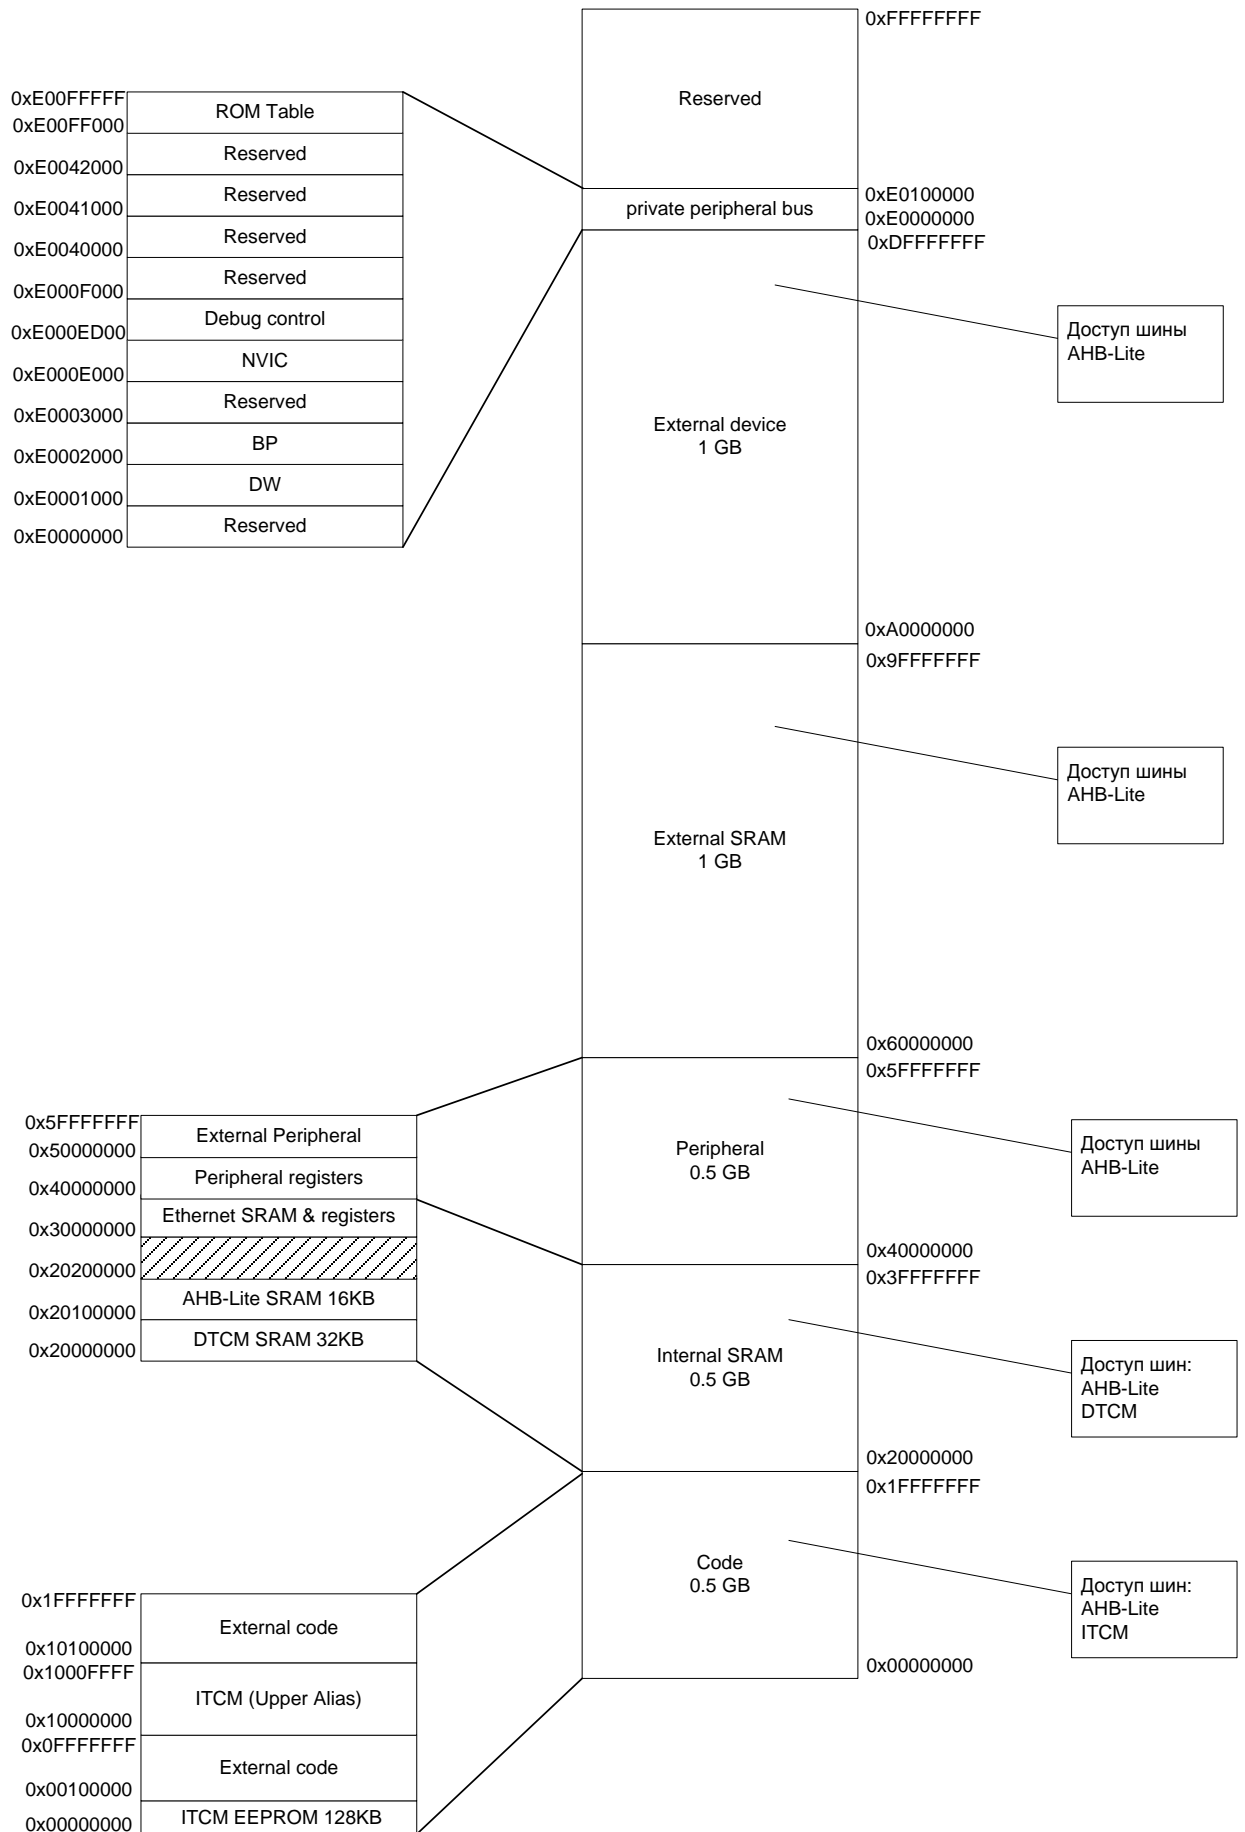 0xFFFFFFFF
Reserved
0xE0100000
private peripheral bus
0xE0000000
0xDFFFFFFF
External device
1 GB
Доступ шины
AHB-Lite
0xA0000000
0x9FFFFFFF
External SRAM
1 GB
Доступ шины
AHB-Lite
0x60000000
0x5FFFFFFF
Peripheral
0.5 GB
Доступ шины
AHB-Lite
0x40000000
0x3FFFFFFF
Internal SRAM
0.5 GB
Доступ шин:
AHB-Lite
DTCM
0x20000000
0x1FFFFFFF
Code
0.5 GB
Доступ шин:
AHB-Lite
ITCM
0x00000000
0xE00FFFFF
ROM Table
0xE00FF000
Reserved
0xE0042000
Reserved
0xE0041000
Reserved
0xE0040000
Reserved
0xE000F000
Debug control
0xE000ED00
NVIC
0xE000E000
Reserved
0xE0003000
BP
0xE0002000
DW
0xE0001000
Reserved
0xE0000000
0x5FFFFFFF
External Peripheral
0x50000000
Peripheral registers
0x40000000
Ethernet SRAM & registers
0x30000000
0x20200000
AHB-Lite SRAM 16KB
0x20100000
DTCM SRAM 32KB
0x20000000
0x1FFFFFFF
External code
0x10100000
0x1000FFFF
ITCM (Upper Alias)
0x10000000
0x0FFFFFFF
External code
0x00100000
ITCM EEPROM 128KB
0x00000000